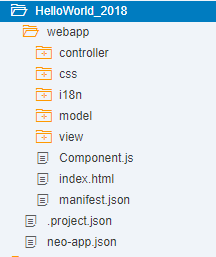 HelloWorld_2018
webapp
controller
css
i18n
model
view
Component.js
index.html
manifest.json
.project.json
neo-app.json